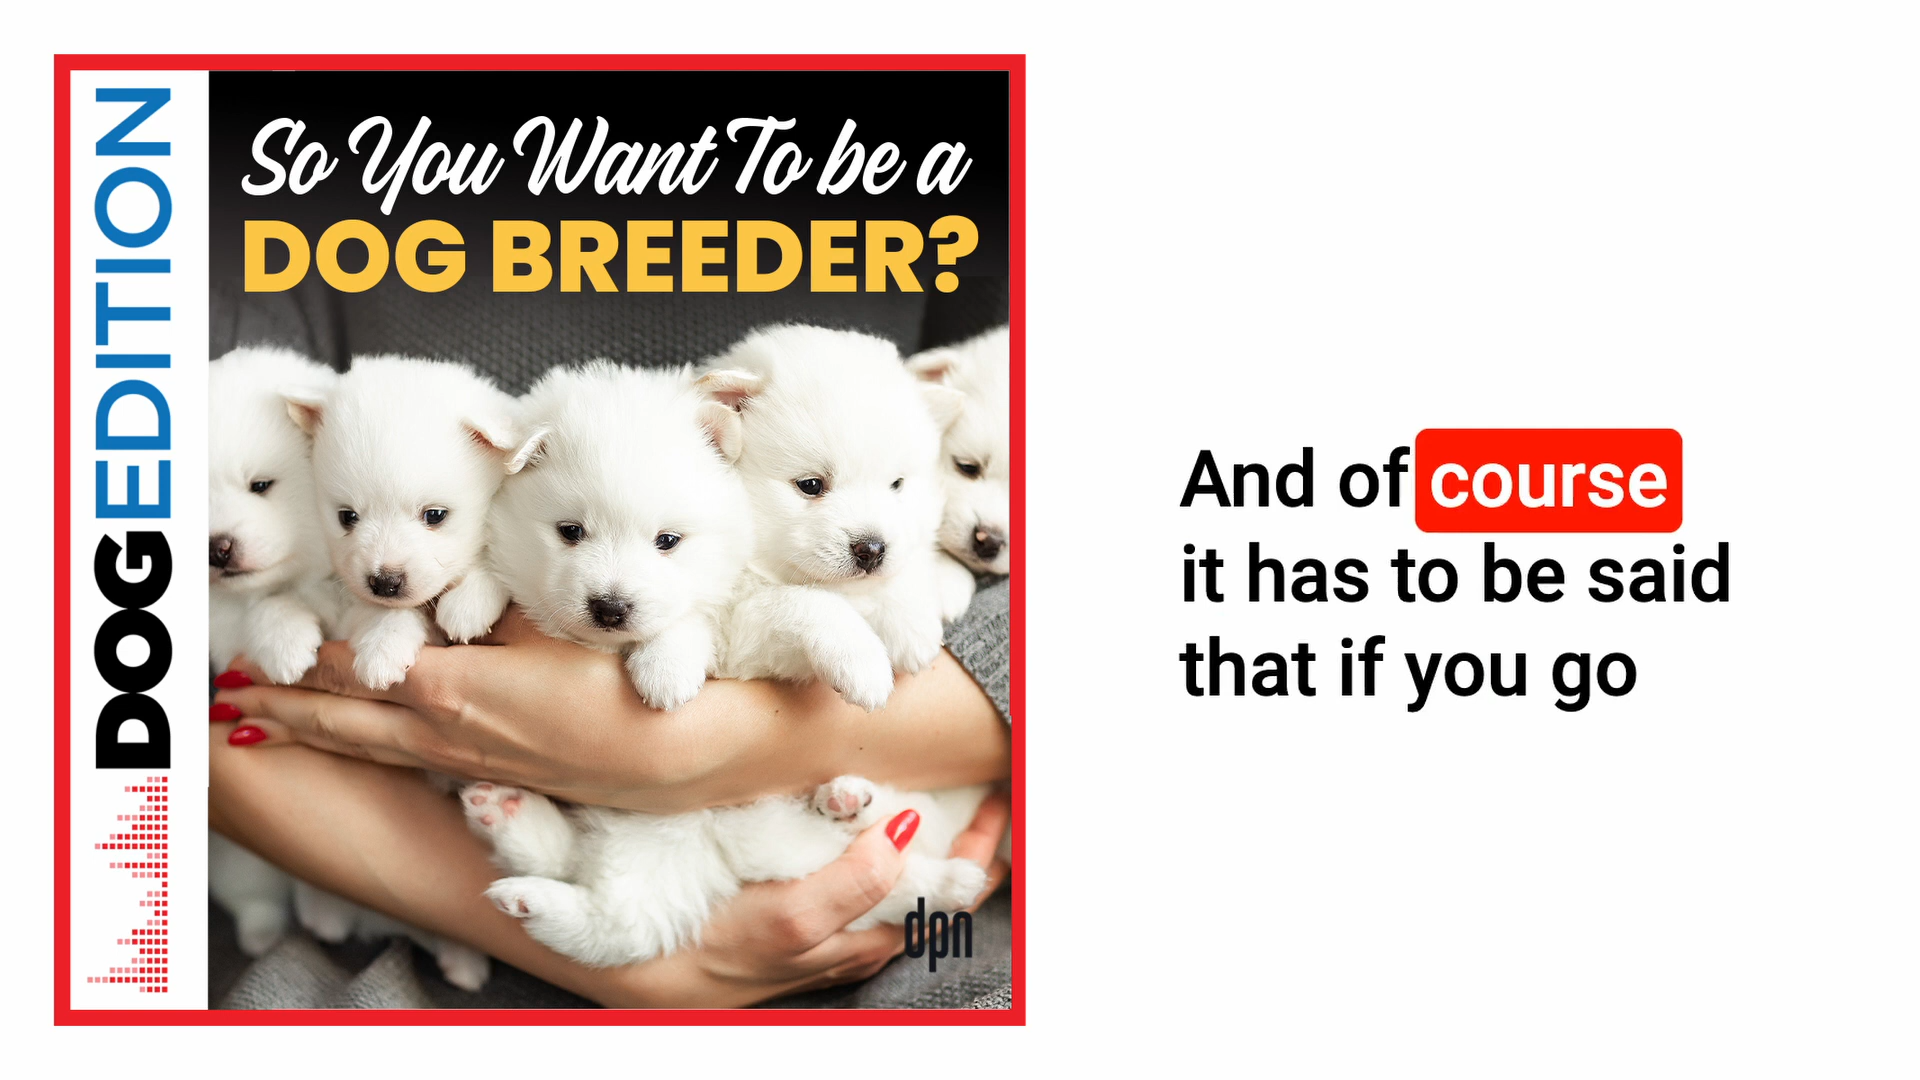 DOGEDITION
So You Want To be a
DOG BREEDER?
dpn
And of course
it has to be said
that if you go